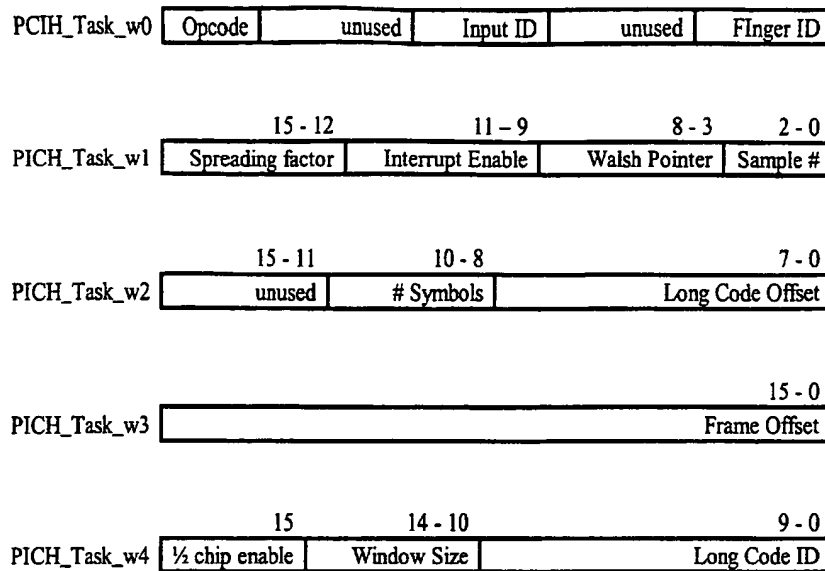 PCIH_Task_w0 Opcode unused Input ID unused FInger ID
15 - 12 11 – 9 8 - 3 2 - 0
PICH_Task_w1 Spreading factor Interrupt Enable Walsh Pointer Sample #
15 - 11 10 - 8 7 - 0
PICH_Task_w2 unused # Symbols Long Code Offset
15 - 0
PICH_Task_w3 Frame Offset
15 14 - 10 9 - 0
PICH_Task_w4 ½ chip enable Window Size Long Code ID